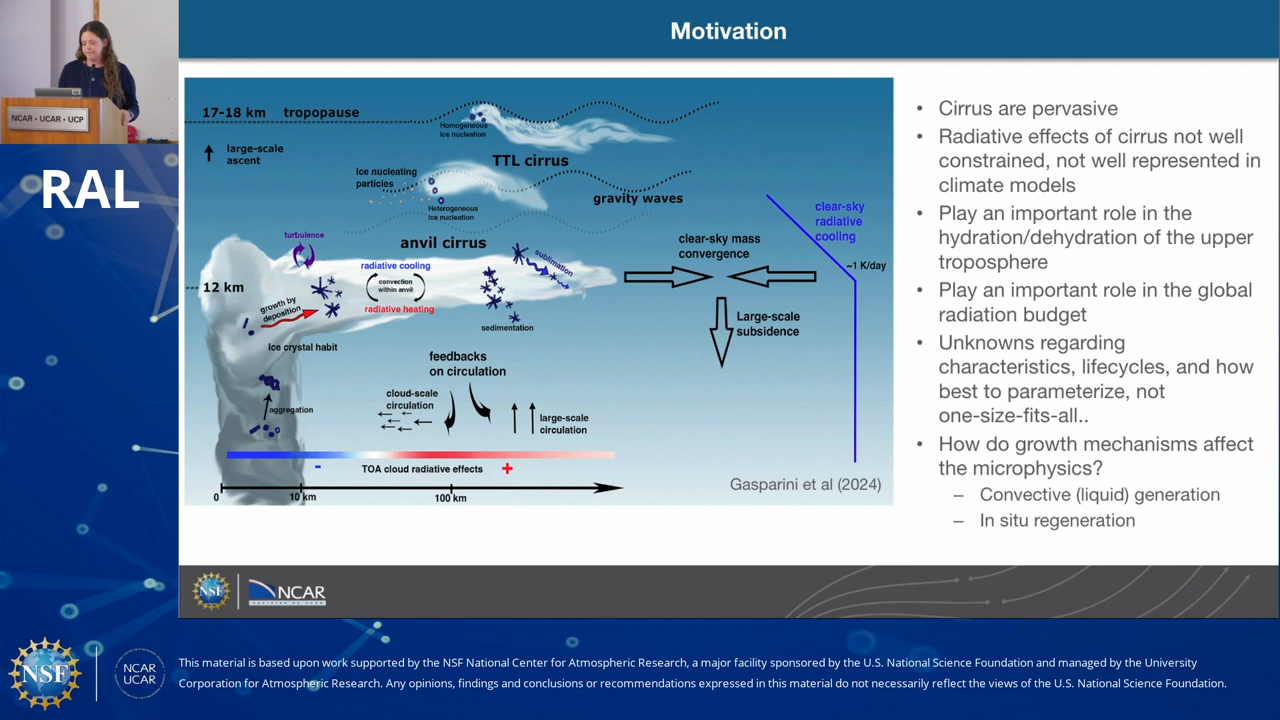 Motivation
NCAR • UCAR • UCP
RAL
17-18 km tropopause
Homogeneous
ice nucleation
large-scale
ascent
TTL cirrus
Ice nucleating
particles
Heterogeneous
ice nucleation
gravity waves
turbulence
anvil cirrus
clear-sky
radiative
cooling
clear-sky mass
convergence
sublimation
radiative cooling
~1 K/day
12 km
convection
within anvil
growth by
deposition
radiative heating
sedimentation
Large-scale
subsidence
Ice crystal habit
feedbacks
on circulation
cloud-scale
circulation
aggregation
large-scale
circulation
- TOA cloud radiative effects +
0 10 km 100 km
Gasparini et al (2024)
• Cirrus are pervasive
• Radiative effects of cirrus not well
constrained, not well represented in
climate models
• Play an important role in the
hydration/dehydration of the upper
troposphere
• Play an important role in the global
radiation budget
• Unknowns regarding
characteristics, lifecycles, and how
best to parameterize, not
one-size-fits-all..
• How do growth mechanisms affect
the microphysics?
– Convective (liquid) generation
– In situ regeneration
NSF
NCAR
NSF
NCAR
UCAR
This material is based upon work supported by the NSF National Center for Atmospheric Research, a major facility sponsored by the U.S. National Science Foundation and managed by the University
Corporation for Atmospheric Research. Any opinions, findings and conclusions or recommendations expressed in this material do not necessarily reflect the views of the U.S. National Science Foundation.